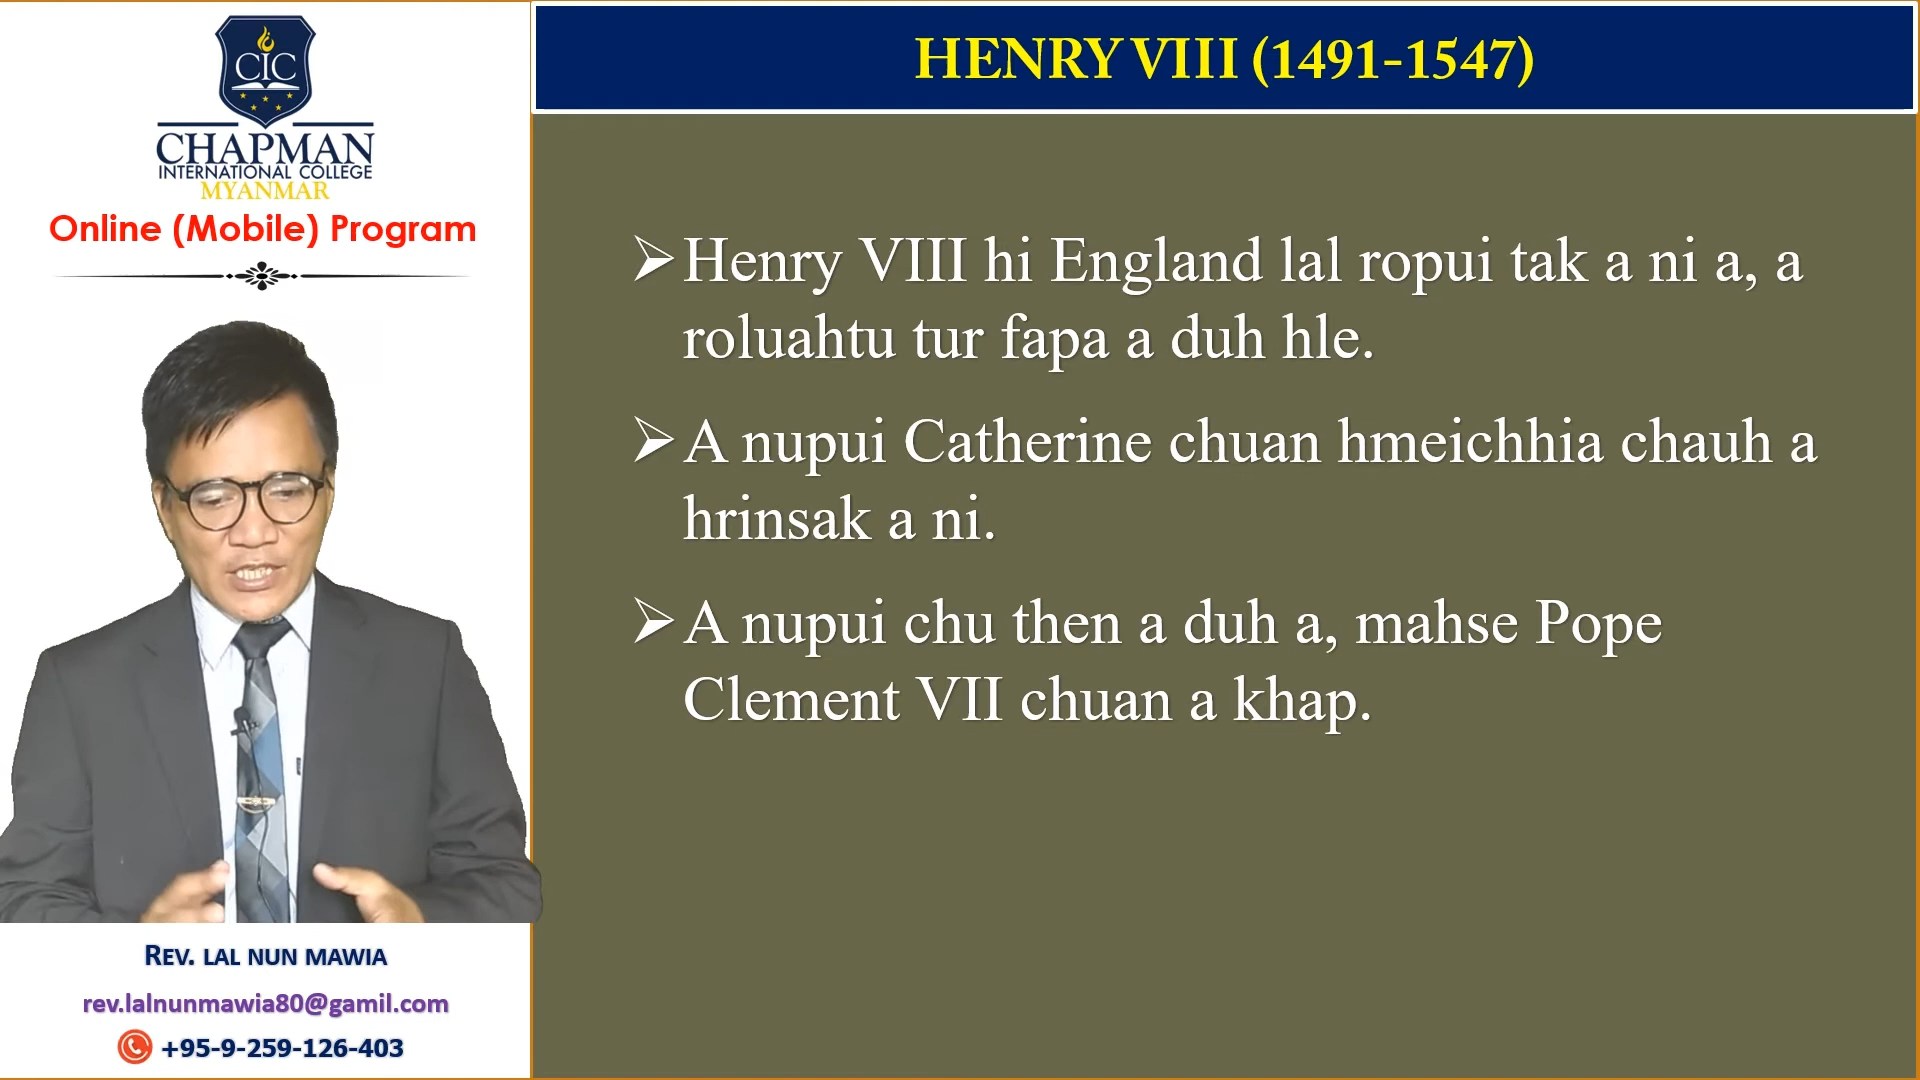 CIC
CHAPMAN
INTERNATIONAL COLLEGE
MYANMAR
Online (Mobile) Program
REV. LAL NUN MAWIA
rev.lalnunmawia80@gamil.com
+95-9-259-126-403
HENRY VIII (1491-1547)
➢Henry VIII hi England lal ropui tak a ni a, a
roluahtu tur fapa a duh hle.
➢A nupui Catherine chuan hmeichhia chauh a
hrinsak a ni.
➢A nupui chu then a duh a, mahse Pope
Clement VII chuan a khap.